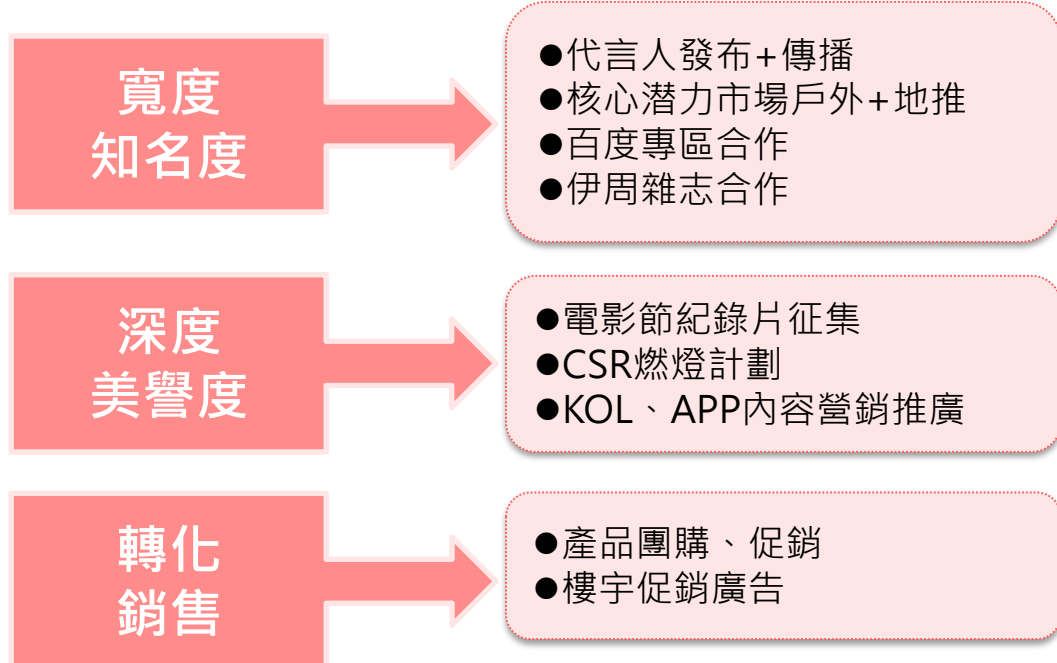 寬度
知名度
●代言人發布+傳播
●核心潛力市場戶外+地推
●百度專區合作
●伊周雜志合作
深度
美譽度
●電影節紀錄片征集
●CSR燃燈計劃
●KOL、APP內容營銷推廣
轉化
銷售
●產品團購、促銷
●樓宇促銷廣告